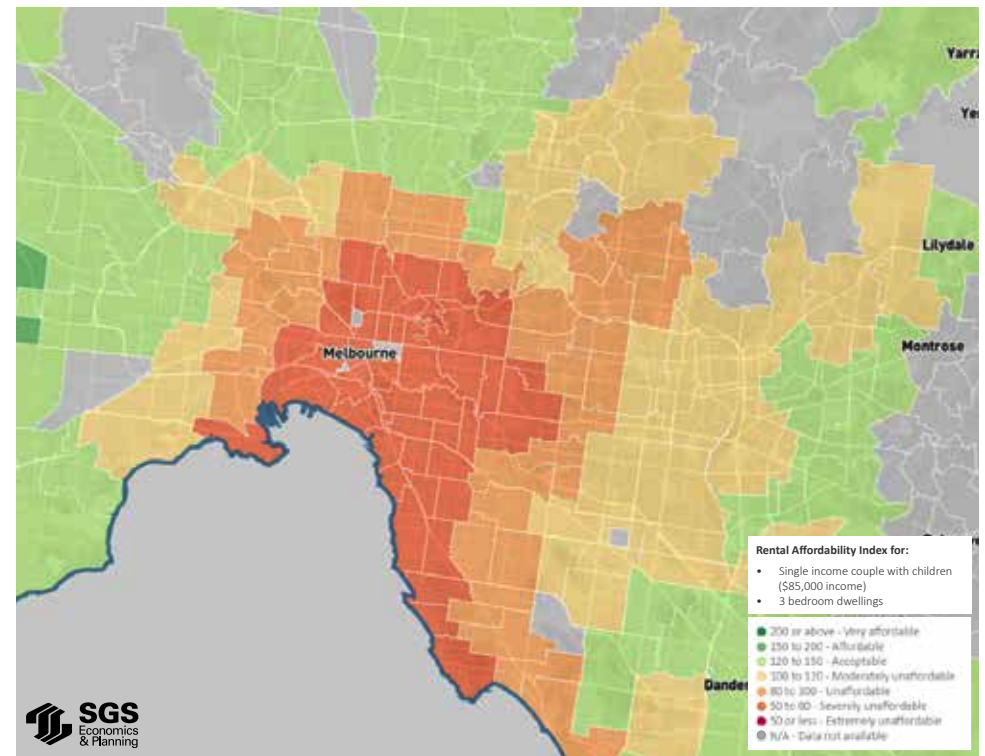 Yarra
Ye
Lilydale
Melbourne
Montrose
Rental Affordability Index for:
• Single income couple with children
($85,000 income)
• 3 bedroom dwellings
200 or above - Very affordable
150 to 200 - Affordable
120 to 150 - Acceptable
100 to 120 - Moderately unaffordable
80 to 100 - Unaffordable
50 to 80 - Severely unaffordable
50 or less - Extremely unaffordable
N/A - Data not available
Danden
SGS
Economics
& Planning